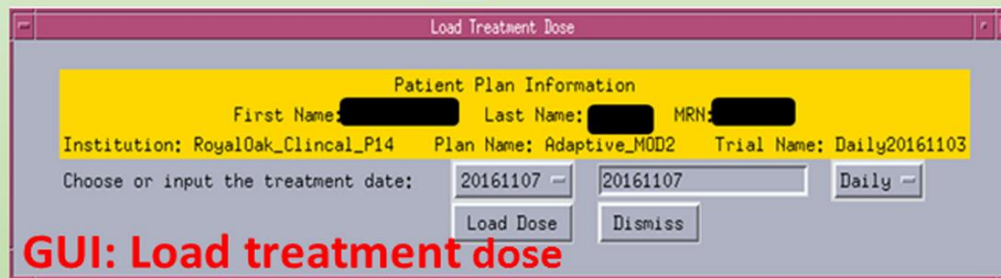 Load Treatment Dose
Patient Plan Information
First Name: Last Name: MRN:
Institution: RoyalOak_Clincal_P14 Plan Name: Adaptive_MOD2 Trial Name: Daily20161103
Choose or input the treatment date: 20161107 20161107 Daily
Load Dose Dismiss
GUI: Load treatment dose